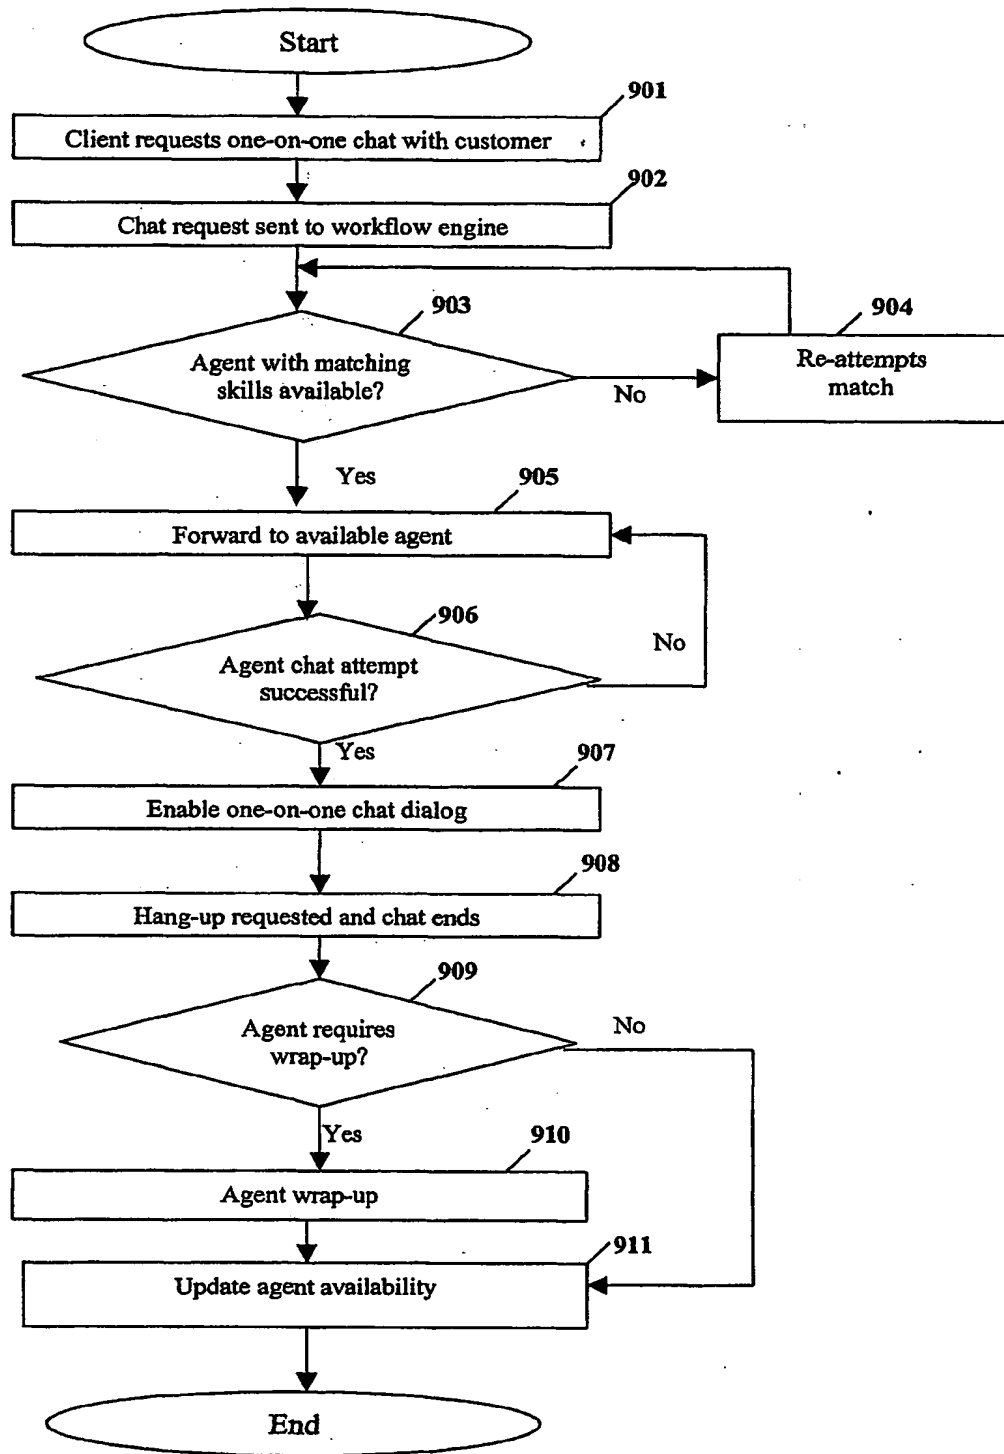 Start
901
Client requests one-on-one chat with customer
902
Chat request sent to workflow engine
903
Agent with matching
skills available?
904
Re-attempts
match
No
Yes
905
Forward to available agent
906
Agent chat attempt
successful?
No
Yes
907
Enable one-on-one chat dialog
908
Hang-up requested and chat ends
909
Agent requires
wrap-up?
No
Yes
910
Agent wrap-up
911
Update agent availability
End